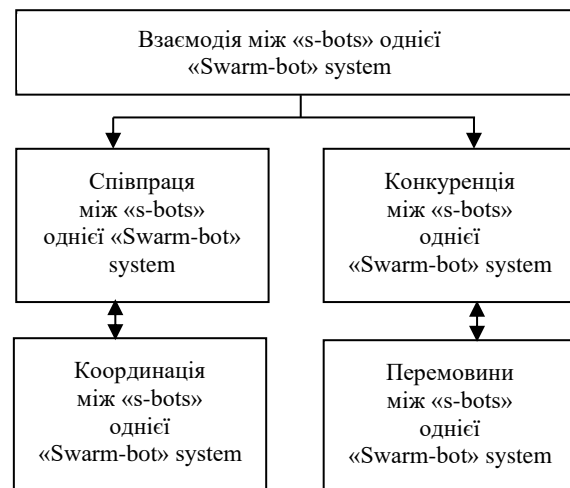 Взаємодія між «s-bots» однієї
«Swarm-bot» system
Співпраця
між «s-bots»
однієї «Swarm-bot»
system
Конкуренція
між «s-bots»
однієї
«Swarm-bot» system
Координація
між «s-bots»
однієї
«Swarm-bot» system
Перемовини
між «s-bots»
однієї
«Swarm-bot» system